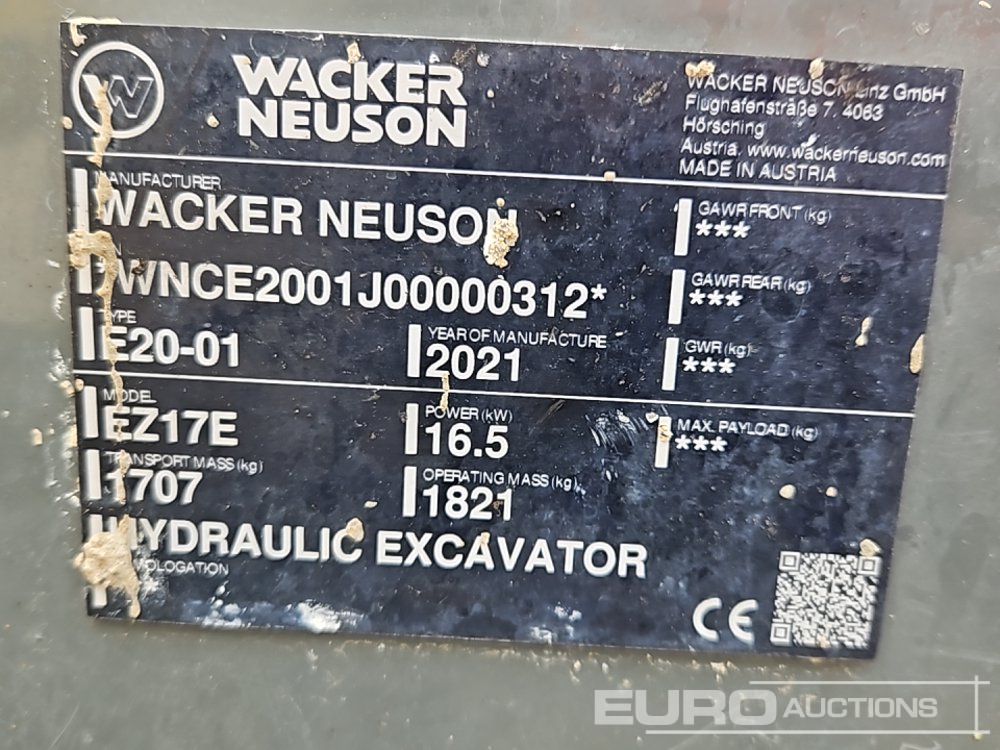 WACKER
NEUSON
WACKER NEUSON Linz GmbH
Flughafenstraße 7, 4063
Hörsching
Austria, www.wackerneuson.com
MADE IN AUSTRIA
MANUFACTURER
WACKER NEUSON
WNCE2001J00000312*
TYPE
E20-01
YEAR OF MANUFACTURE
2021
MODEL
EZ17E
POWER (kW)
16.5
TRANSPORT MASS (kg)
1707
OPERATING MASS (kg)
1821
HYDRAULIC EXCAVATOR
HOMOLOGATION
GAWR FRONT (kg)
***
GAWR REAR (kg)
***
GWR (kg)
***
MAX. PAYLOAD (kg)
***
CE
EURO AUCTIONS